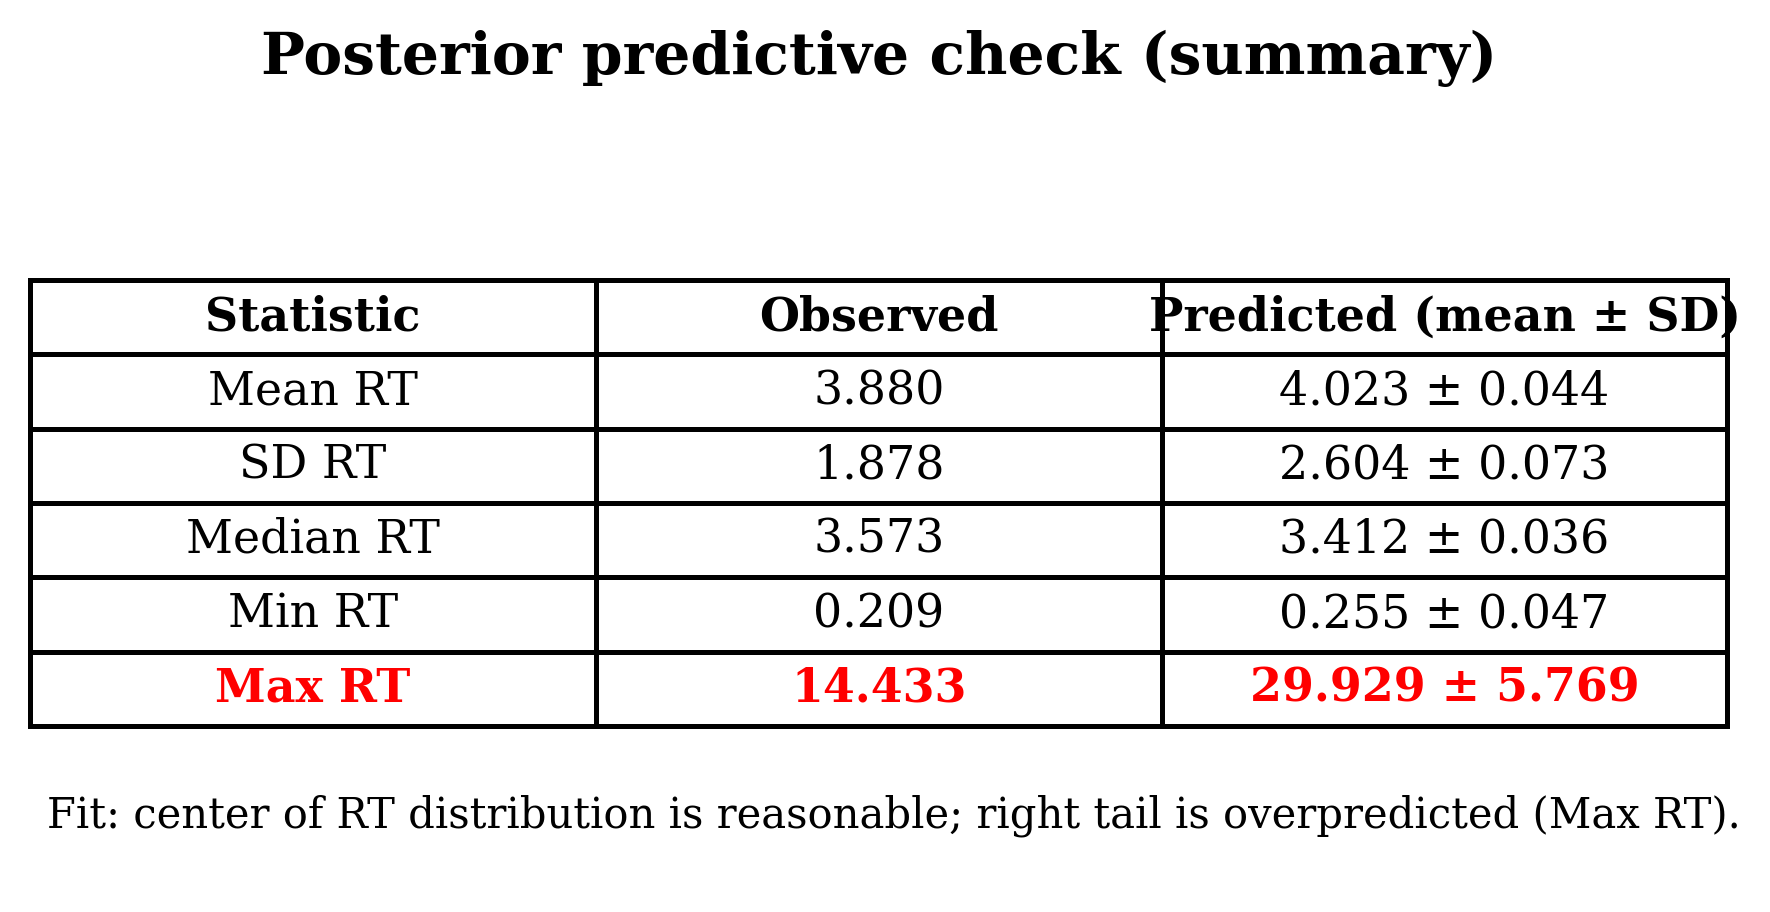 Posterior predictive check (summary)
Statistic Observed Predicted (mean ± SD)
Mean RT 3.880 4.023 ± 0.044
SD RT 1.878 2.604 ± 0.073
Median RT 3.573 3.412 ± 0.036
Min RT 0.209 0.255 ± 0.047
Max RT 14.433 29.929 ± 5.769
Fit: center of RT distribution is reasonable; right tail is overpredicted (Max RT).